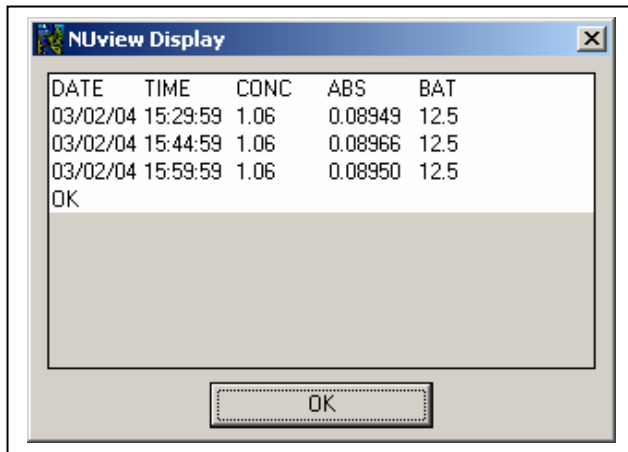 NUview Display
DATE TIME CONC ABS BAT
03/02/04 15:29:59 1.06 0.08949 12.5
03/02/04 15:44:59 1.06 0.08966 12.5
03/02/04 15:59:59 1.06 0.08950 12.5
OK
OK